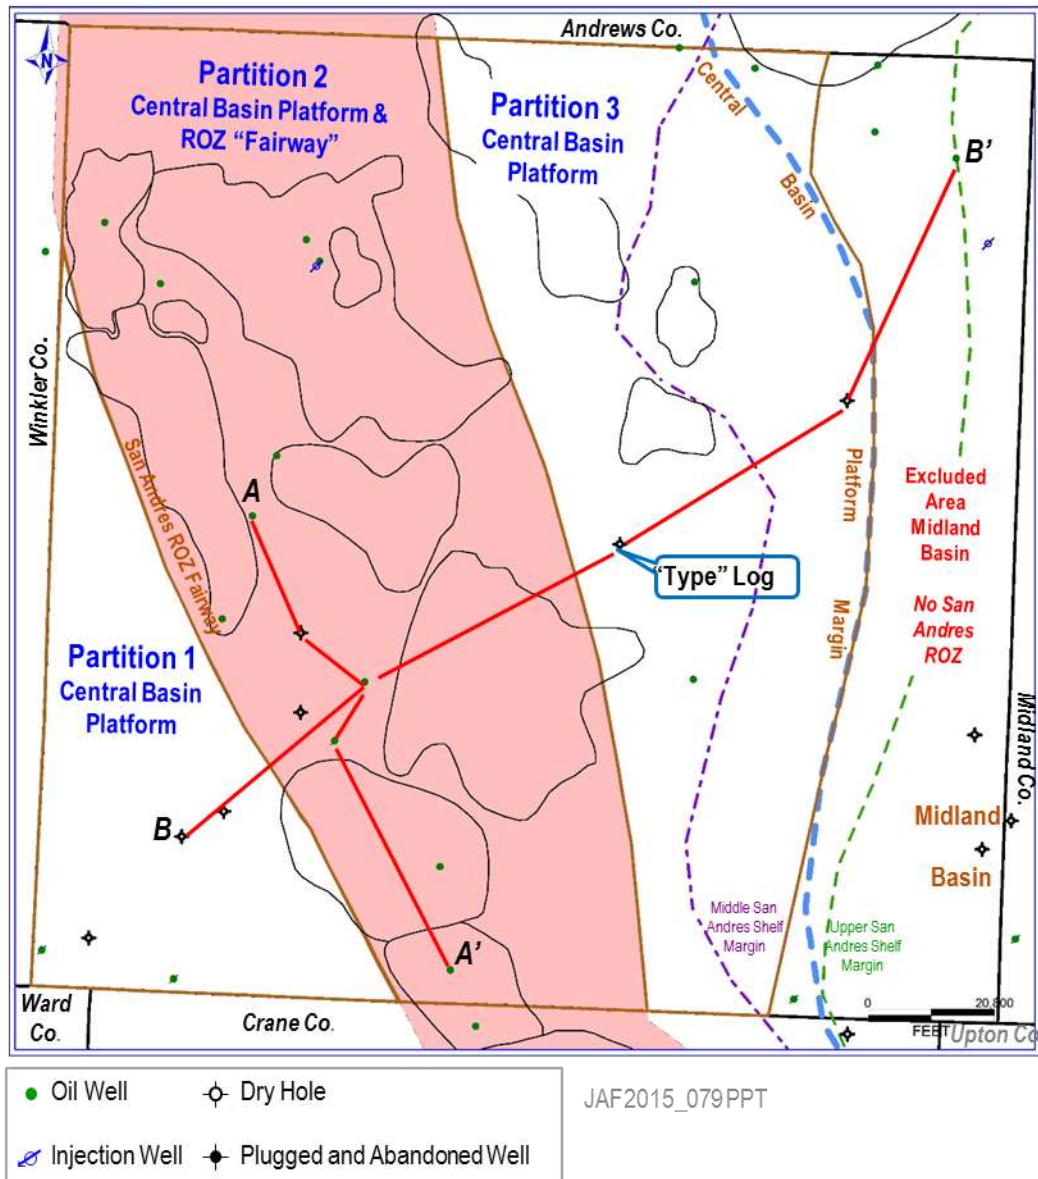 Andrews Co.
N
Partition 2
Central Basin Platform &
ROZ “Fairway”
Partition 3
Central Basin
Platform
Central
Basin
B’
Winkler Co.
San Andres ROZ Fairway
A
Platform
Margin
Excluded
Area
Midland
Basin
No San
Andres
ROZ
“Type” Log
Partition 1
Central Basin
Platform
Midland Co.
B
A’
Midland
Basin
Middle San
Andres Shelf
Margin
Upper San
Andres Shelf
Margin
Ward
Co.
Crane Co.
0 20,800
FEET
Upton Co
Oil Well
Dry Hole
Injection Well
Plugged and Abandoned Well
JAF2015_079PPT